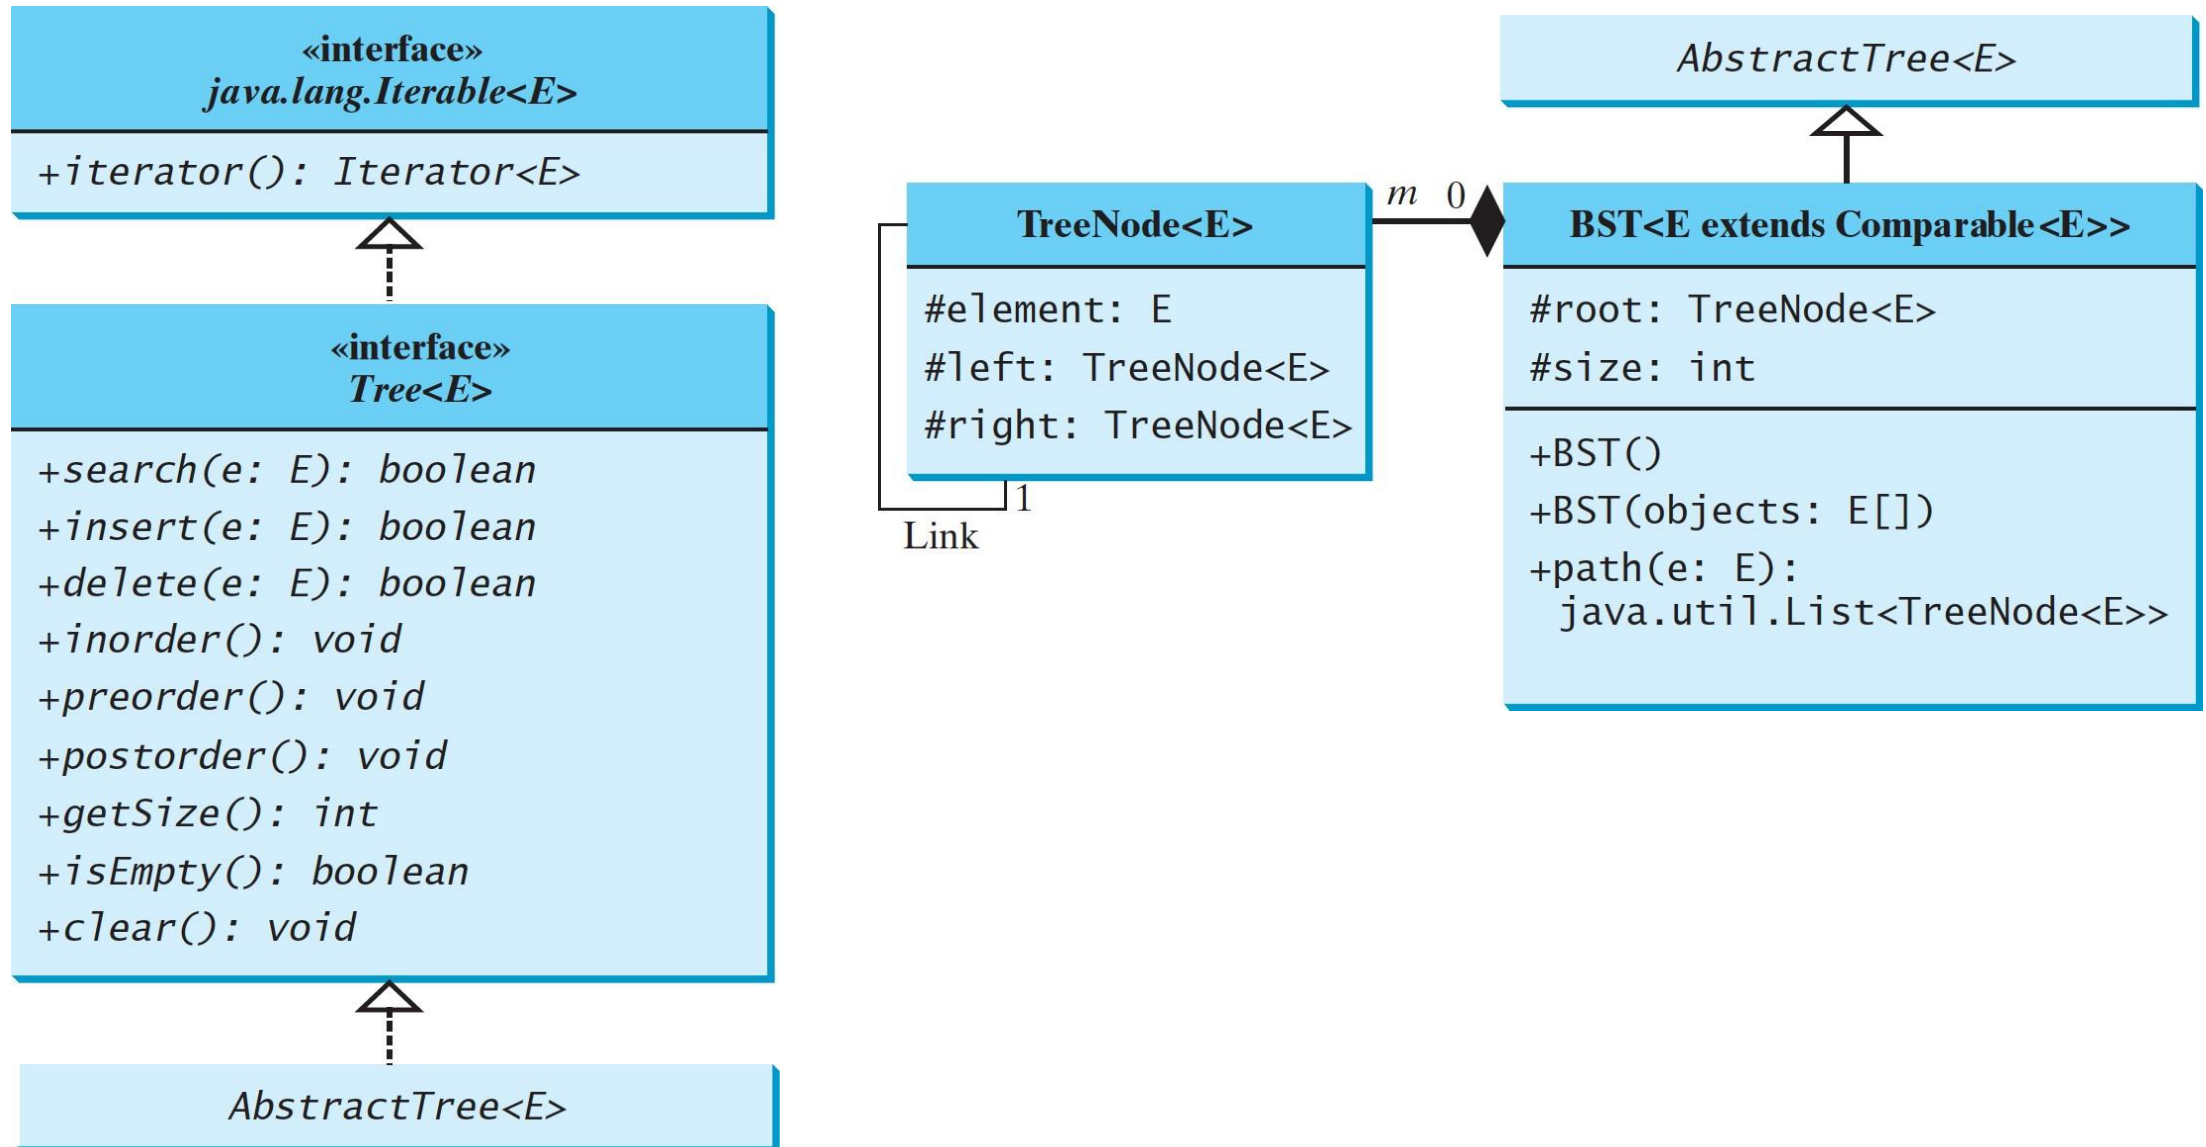 «interface»
java.lang.Iterable<E>
+iterator(): Iterator<E>
«interface»
Tree<E>
+search(e: E): boolean
+insert(e: E): boolean
+delete(e: E): boolean
+inorder(): void
+preorder(): void
+postorder(): void
+getSize(): int
+isEmpty(): boolean
+clear(): void
AbstractTree<E>
TreeNode<E>
#element: E
#left: TreeNode<E>
#right: TreeNode<E>
1
Link
m 0
AbstractTree<E>
BST<E extends Comparable<E>>
#root: TreeNode<E>
#size: int
+BST()
+BST(objects: E[])
+path(e: E):
java.util.List<TreeNode<E>>